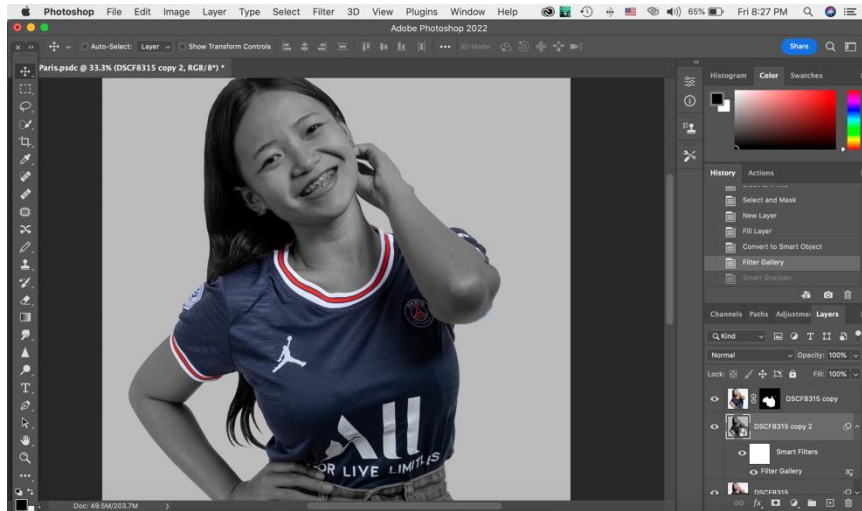 Photoshop File Edit Image Layer Type Select Filter 3D View Plugins Window Help 65% Fri 8:27 PM
Adobe Photoshop 2022
Auto-Select: Layer Show Transform Controls 3D Mode: Share
Paris.psdc @ 33.3% (DSCF8315 copy 2, RGB/8*) *
Histogram Color Swatches
History Actions
Select and Mask
New Layer
Fill Layer
Convert to Smart Object
Filter Gallery
Smart Sharpen
Channels Paths Adjustme Layers
Kind
Normal Opacity: 100%
Lock: Fill: 100%
DSCF8315 copy
DSCF8315 copy 2
Smart Filters
Filter Gallery
DSCF8315
PARIS
ALL
OR LIVE LIMITLES
Doc: 49.5M/203.7M